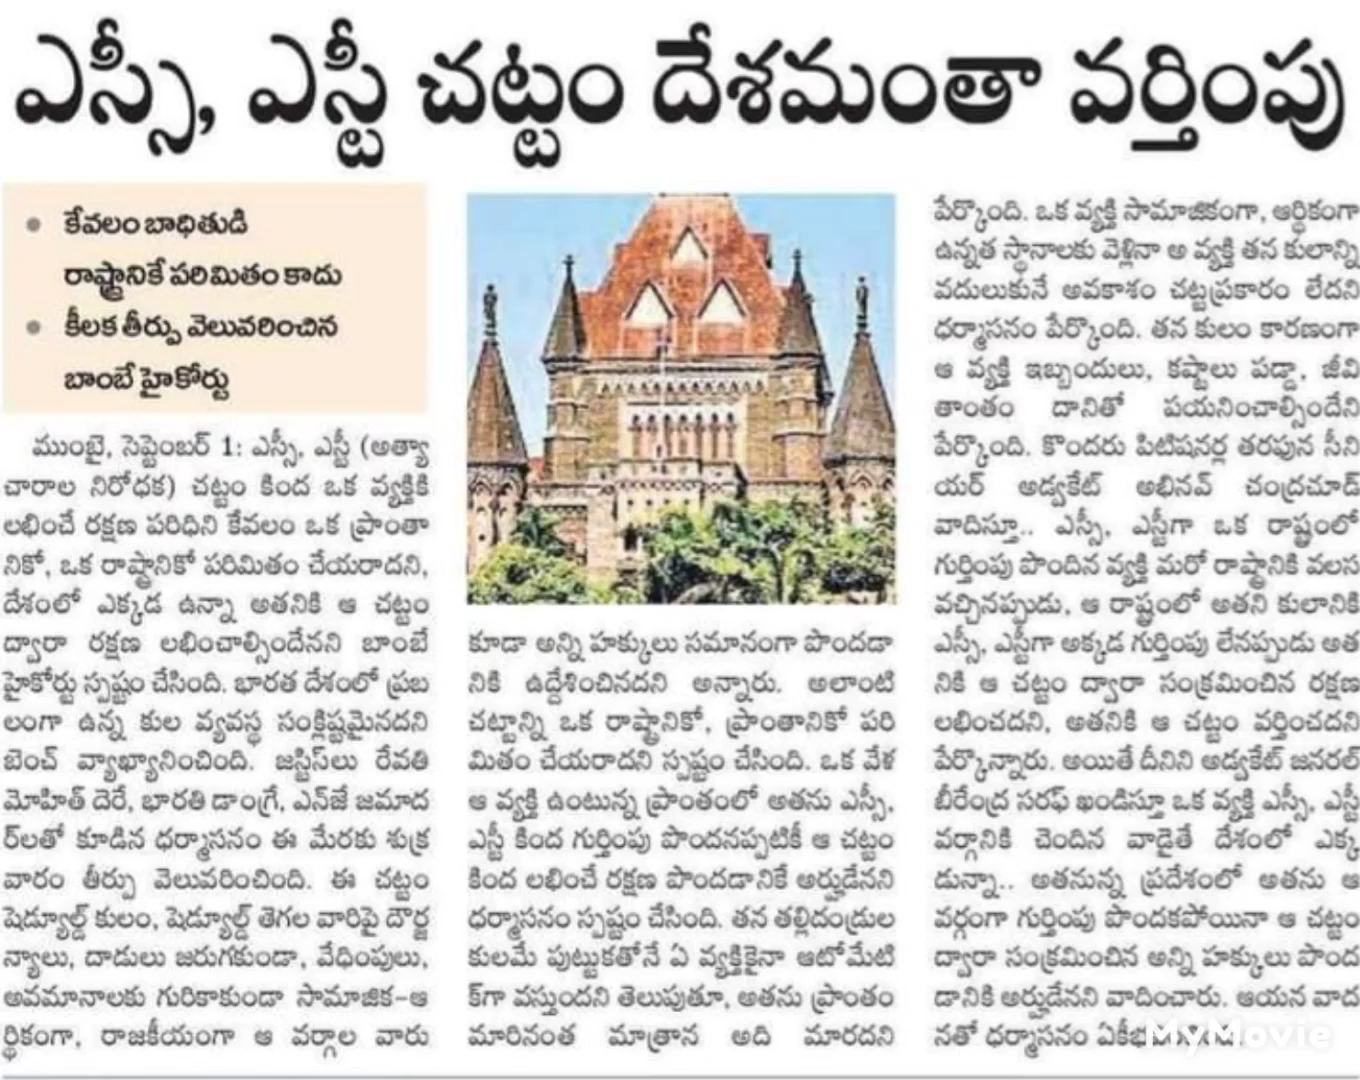 ఎస్సీ, ఎస్టీ చట్టం దేశమంతా వర్తింపు
• కేవలం బాధితుడి
రాష్ట్రానికే పరిమితం కాదు
• కీలక తీర్పు వెలువరించిన
బాంబే హైకోర్టు
ముంబై, సెప్టెంబర్ 1: ఎస్సీ, ఎస్టీ (అత్యా
చారాల నిరోధక) చట్టం కింద ఒక వ్యక్తికి
లభించే రక్షణ పరిధిని కేవలం ఒక ప్రాంతా
నికో, ఒక రాష్ట్రానికో పరిమితం చేయరాదని,
దేశంలో ఎక్కడ ఉన్నా అతనికి ఆ చట్టం
ద్వారా రక్షణ లభించాల్సిందేనని బాంబే
హైకోర్టు స్పష్టం చేసింది. భారత దేశంలో ప్రబ
లంగా ఉన్న కుల వ్యవస్థ సంక్లిష్టమైనదని
బెంచ్ వ్యాఖ్యానించింది. జస్టిస్‌లు రేవతి
మోహిత్ దెరే, భారతి డాంగ్రే, ఎన్‌జే జమాద
ర్‌లతో కూడిన ధర్మాసనం ఈ మేరకు శుక్ర
వారం తీర్పు వెలువరించింది. ఈ చట్టం
షెడ్యూల్డ్ కులం, షెడ్యూల్డ్ తెగల వారిపై దౌర్జ
న్యాలు, దాడులు జరుగకుండా, వేధింపులు,
అవమానాలకు గురికాకుండా సామాజిక-ఆ
ర్థికంగా, రాజకీయంగా ఆ వర్గాల వారు
కూడా అన్ని హక్కులు సమానంగా పొందడా
నికి ఉద్దేశించినదని అన్నారు. అలాంటి
చట్టాన్ని ఒక రాష్ట్రానికో, ప్రాంతానికో పరి
మితం చేయరాదని స్పష్టం చేసింది. ఒక వేళ
ఆ వ్యక్తి ఉంటున్న ప్రాంతంలో అతను ఎస్సీ,
ఎస్టీ కింద గుర్తింపు పొందనప్పటికీ ఆ చట్టం
కింద లభించే రక్షణ పొందడానికే అర్హుడేనని
ధర్మాసనం స్పష్టం చేసింది. తన తల్లిదండ్రుల
కులమే పుట్టుకతోనే ఏ వ్యక్తికైనా ఆటోమేటి
క్‌గా వస్తుందని తెలుపుతూ, అతను ప్రాంతం
మారినంత మాత్రాన అది మారదని
పేర్కొంది. ఒక వ్యక్తి సామాజికంగా, ఆర్థికంగా
ఉన్నత స్థానాలకు వెళ్లినా అ వ్యక్తి తన కులాన్ని
వదులుకునే అవకాశం చట్టప్రకారం లేదని
ధర్మాసనం పేర్కొంది. తన కులం కారణంగా
ఆ వ్యక్తి ఇబ్బందులు, కష్టాలు పడ్డా, జీవి
తాంతం దానితో పయనించాల్సిందేని
పేర్కొంది. కొందరు పిటిషనర్ల తరపున సీని
యర్ అడ్వకేట్ అభినవ్ చంద్రచూడ్
వాదిస్తూ.. ఎస్సీ, ఎస్టీగా ఒక రాష్ట్రంలో
గుర్తింపు పొందిన వ్యక్తి మరో రాష్ట్రానికి వలస
వచ్చినప్పుడు, ఆ రాష్ట్రంలో అతని కులానికి
ఎస్సీ, ఎస్టీగా అక్కడ గుర్తింపు లేనప్పుడు అత
నికి ఆ చట్టం ద్వారా సంక్రమించిన రక్షణ
లభించదని, అతనికి ఆ చట్టం వర్తించదని
పేర్కొన్నారు. అయితే దీనిని అడ్వకేట్ జనరల్
బీరేంద్ర సరఫ్ ఖండిస్తూ ఒక వ్యక్తి ఎస్సీ, ఎస్టీ
వర్గానికి చెందిన వాడైతే దేశంలో ఎక్క
డున్నా.. అతనున్న ప్రదేశంలో అతను ఆ
వర్గంగా గుర్తింపు పొందకపోయినా ఆ చట్టం
ద్వారా సంక్రమించిన అన్ని హక్కులు పొంద
డానికి అర్హుడేనని వాదించారు. ఆయన వాద
నతో ధర్మాసనం
MyMovie